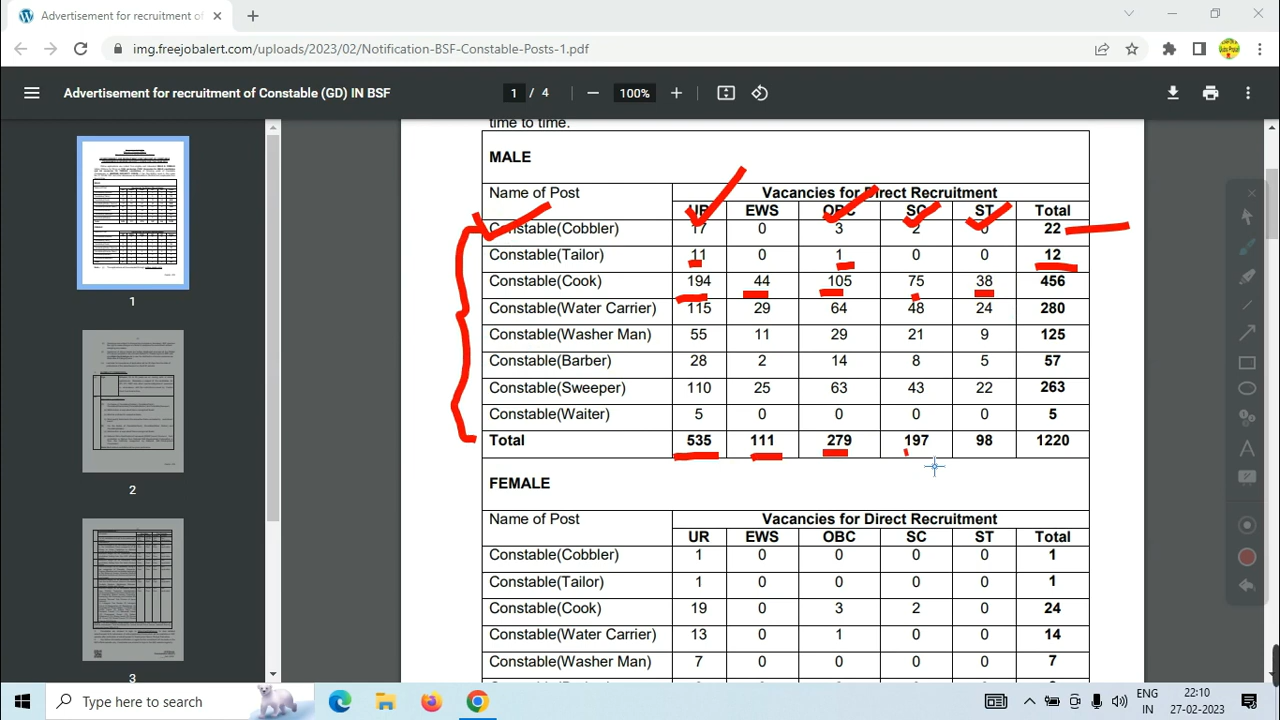 Advertisement for recruitment of
img.freejobalert.com/uploads/2023/02/Notification-BSF-Constable-Posts-1.pdf
Advertisement for recruitment of Constable (GD) IN BSF
1 / 4
100%
time to time.
MALE
Name of Post Vacancies for Direct Recruitment
UR EWS OBC SC ST Total
Constable(Cobbler) 17 0 3 2 0 22
Constable(Tailor) 11 0 1 0 0 12
Constable(Cook) 194 44 105 75 38 456
Constable(Water Carrier) 115 29 64 48 24 280
Constable(Washer Man) 55 11 29 21 9 125
Constable(Barber) 28 2 14 8 5 57
Constable(Sweeper) 110 25 63 43 22 263
Constable(Waiter) 5 0 0 0 0 5
Total 535 111 279 197 98 1220
FEMALE
Name of Post Vacancies for Direct Recruitment
UR EWS OBC SC ST Total
Constable(Cobbler) 1 0 0 0 0 1
Constable(Tailor) 1 0 0 0 0 1
Constable(Cook) 19 0 3 2 0 24
Constable(Water Carrier) 13 0 1 0 0 14
Constable(Washer Man) 7 0 0 0 0 7
1
2
3
Type here to search
ENG
IN
22:10
27-02-2023